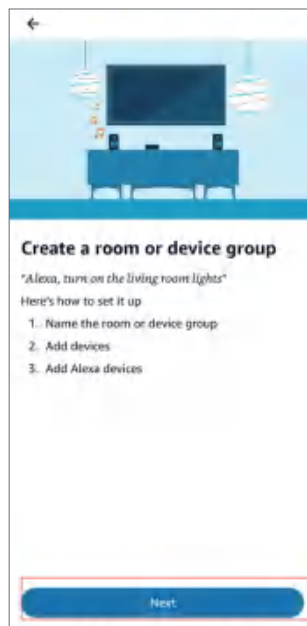 Create a room or device group
"Alexa, turn on the living room lights"
Here's how to set it up
1. Name the room or device group
2. Add devices
3. Add Alexa devices
Next